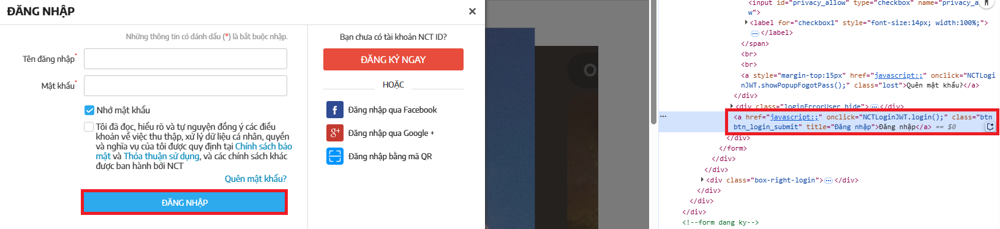 ĐĂNG NHẬP
Những thông tin có đánh dấu (*) là bắt buộc nhập.
Tên đăng nhập*
Mật khẩu*
Nhớ mật khẩu
Tôi đã đọc, hiểu rõ và tự nguyện đồng ý các điều
khoản về việc thu thập, xử lý dữ liệu cá nhân, quyền
và nghĩa vụ của tôi được quy định tại Chính sách bảo
mật và Thỏa thuận sử dụng, và các chính sách khác
được ban hành bởi NCT
Quên mật khẩu?
ĐĂNG NHẬP
Bạn chưa có tài khoản NCT ID?
ĐĂNG KÝ NGAY
HOẶC
Đăng nhập qua Facebook
Đăng nhập qua Google +
Đăng nhập bằng mã QR
<input id="privacy_allow" type="checkbox" name="privacy_allo
w">
<label for="checkbox1" style="font-size:14px; width:100%;">
</label>
</span>
<br>
<br>
<a style="margin-top:15px" href="javascript:;" onclick="NCTLogi
nJWT.showPopupFogotPass();" class="lost">Quên mật khẩu?</a>
</div>
<div class="loginErrorUser hide"></div>
<a href="javascript:;" onclick="NCTLoginJWT.login();" class="btn
btn_login_submit" title="Đăng nhập">Đăng nhập</a> == $0
</div>
</form>
</div>
</div>
<div class="box-right-login"></div>
</div>
</div>
</div>
<!--form dang ky-->